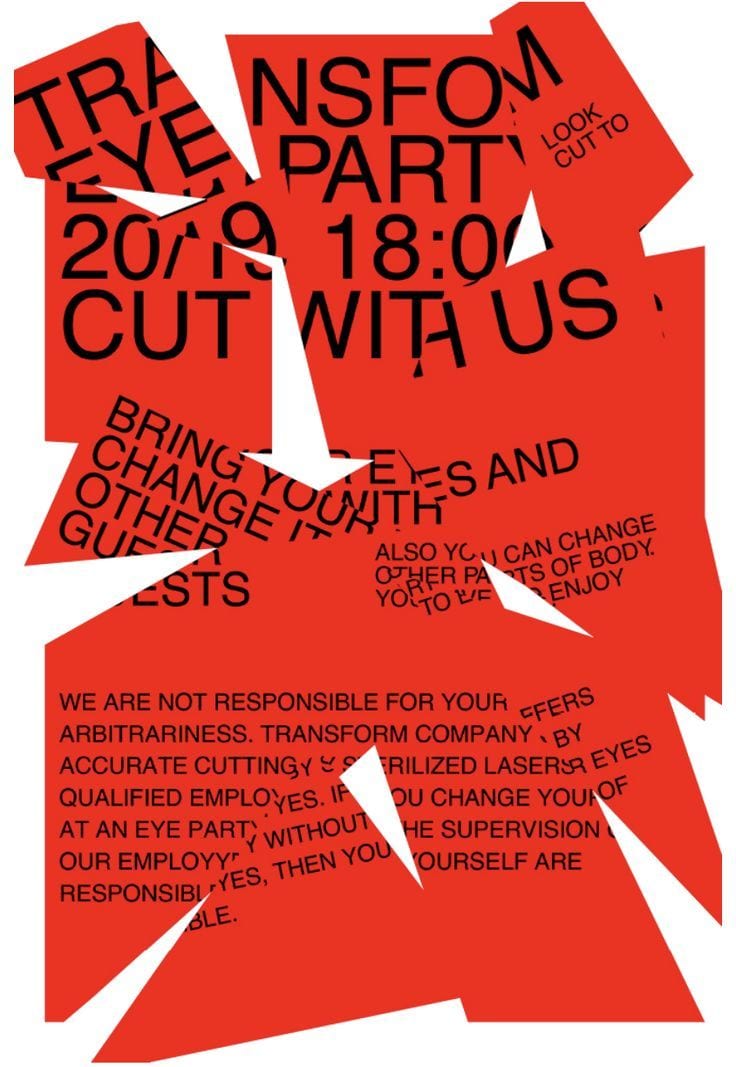 TRANSFOM
EYE PARTY
20/19 18:00
CUT WITH US
LOOK
CUT TO
BRING YOUR EYES AND
CHANGE IT WITH
OTHER
GUESTS
ALSO YOU CAN CHANGE
OTHER PARTS OF BODY.
TO ENJOY
WE ARE NOT RESPONSIBLE FOR YOUR
ARBITRARINESS. TRANSFORM COMPANY OFFERS
ACCURATE CUTTING BY STERILIZED LASERS BY
QUALIFIED EMPLOYYES. IF YOU CHANGE YOUR EYES
AT AN EYE PARTY WITHOUT THE SUPERVISION OF
OUR EMPLOYYES, THEN YOU YOURSELF ARE
RESPONSIBLE.